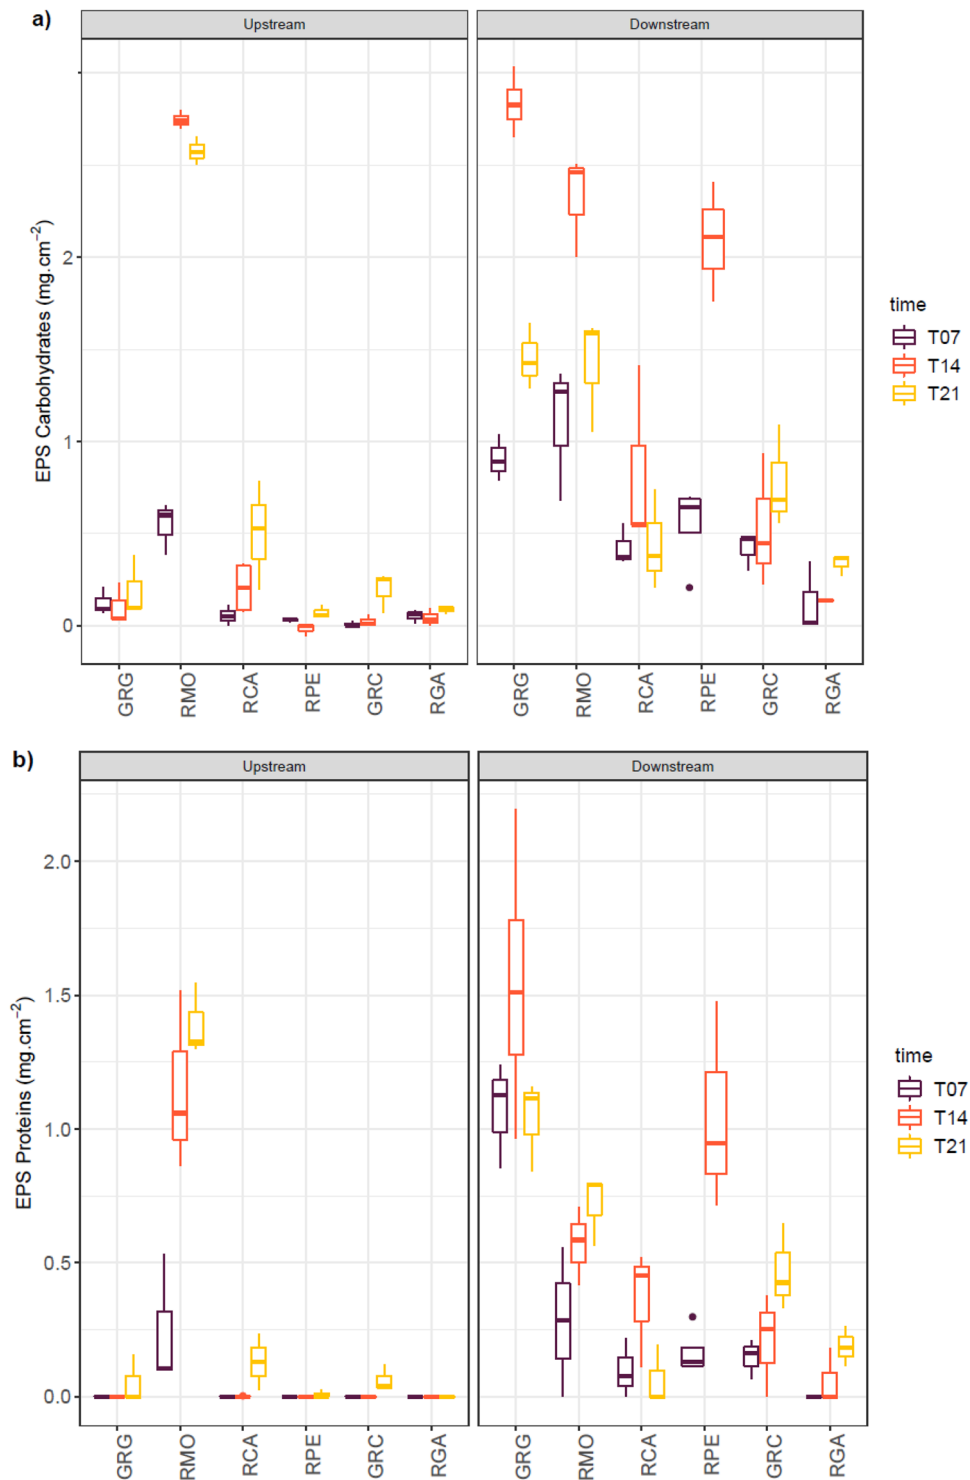 a)
Upstream
Downstream
EPS Carbohydrates (mg.cm−2)
2
1
0
GRG
RMO
RCA
RPE
GRC
RGA
GRG
RMO
RCA
RPE
GRC
RGA
time
T07
T14
T21
b)
Upstream
Downstream
EPS Proteins (mg.cm−2)
2.0
1.5
1.0
0.5
0.0
GRG
RMO
RCA
RPE
GRC
RGA
GRG
RMO
RCA
RPE
GRC
RGA
time
T07
T14
T21